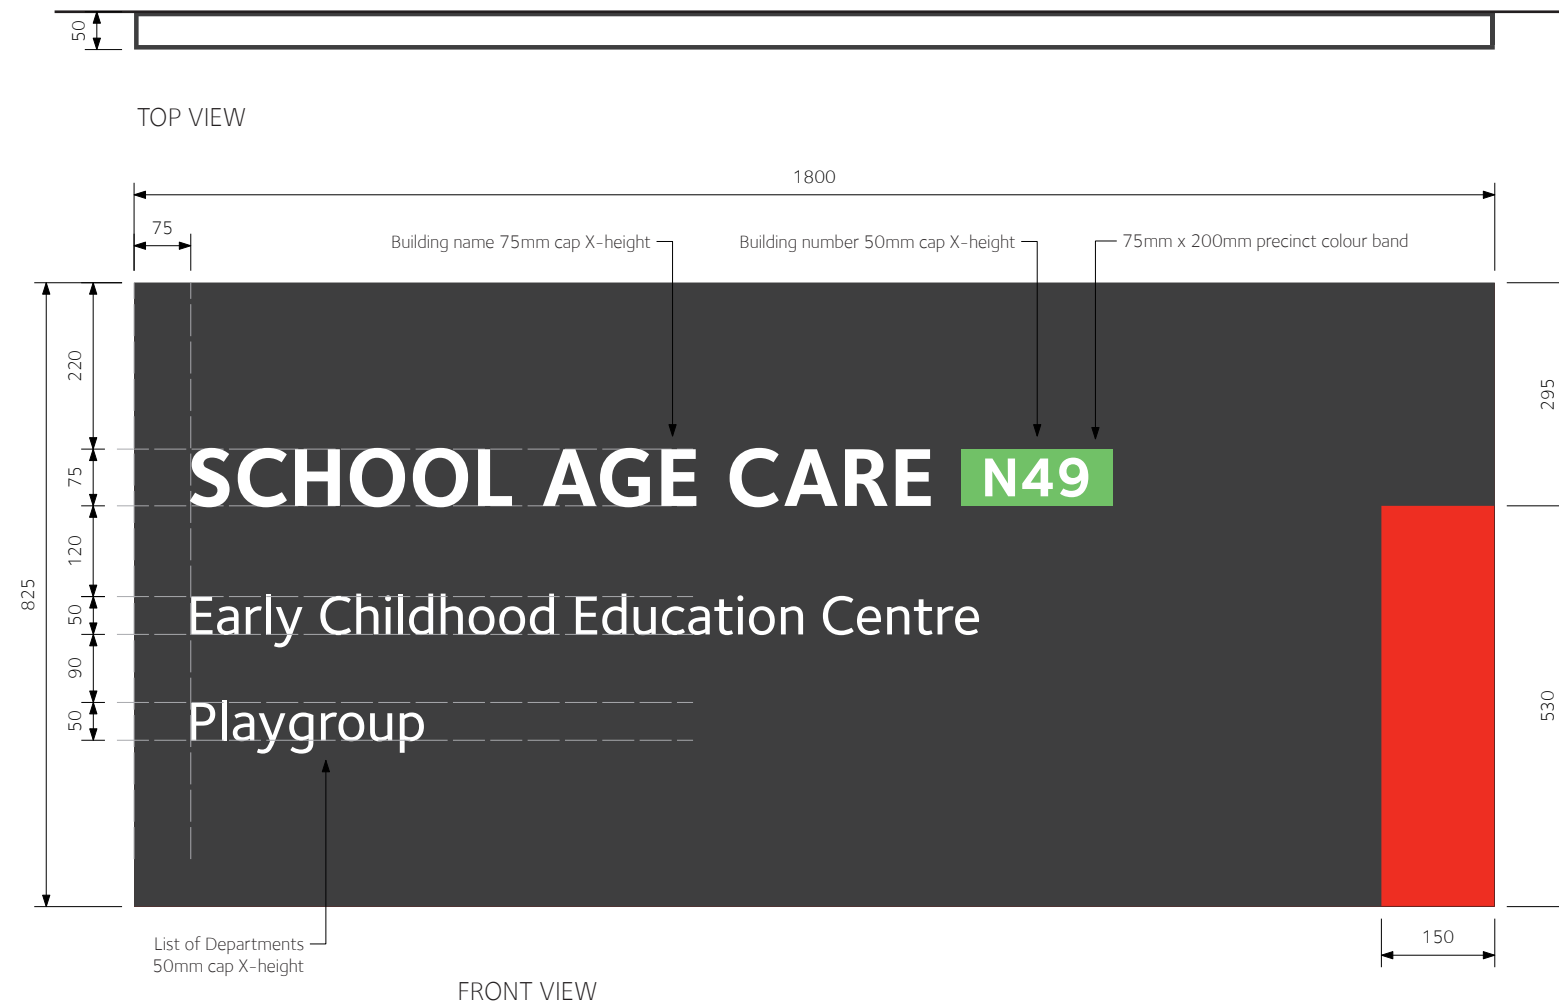 50
TOP VIEW
1800
75
Building name 75mm cap X-height
Building number 50mm cap X-height
75mm x 200mm precinct colour band
220
295
SCHOOL AGE CARE N49
75
120
825
Early Childhood Education Centre
50
90
530
Playgroup
50
List of Departments
50mm cap X-height
150
FRONT VIEW